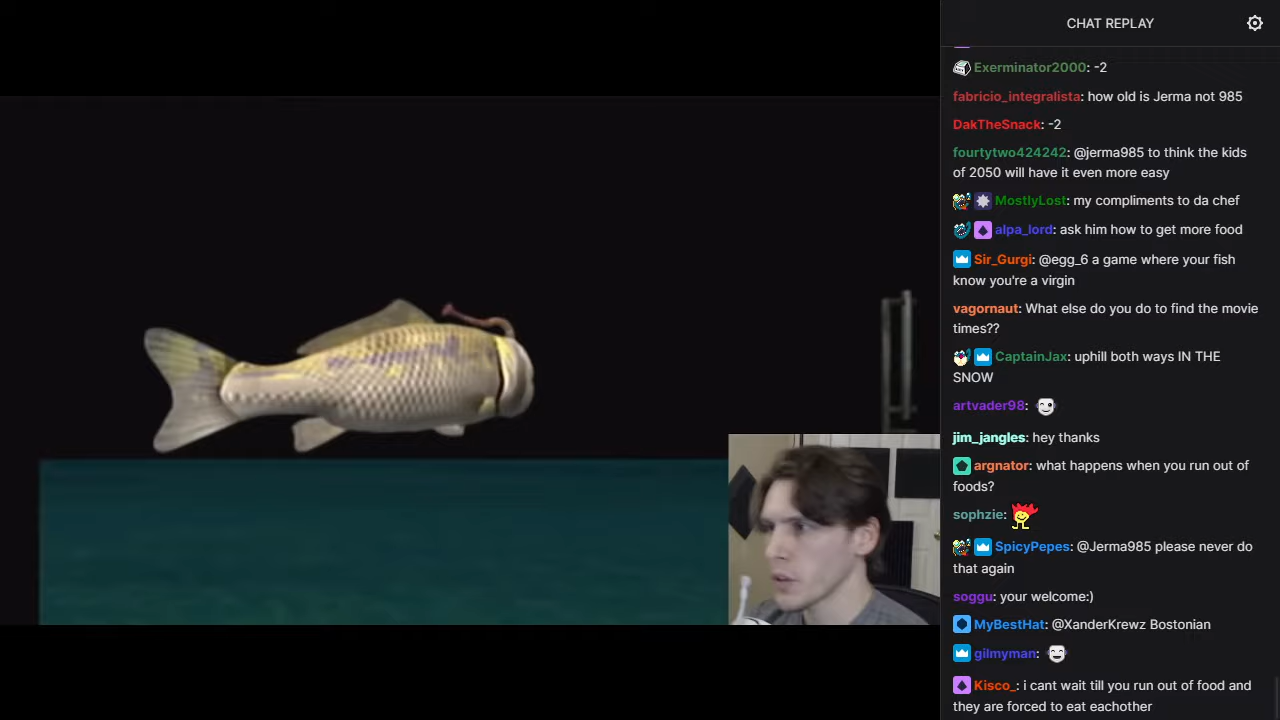 CHAT REPLAY
Exerminator2000: -2
fabricio_integralista: how old is Jerma not 985
DakTheSnack: -2
fourtytwo424242: @jerma985 to think the kids
of 2050 will have it even more easy
MostlyLost: my compliments to da chef
alpa_lord: ask him how to get more food
Sir_Gurgi: @egg_6 a game where your fish
know you're a virgin
vagornaut: What else do you do to find the movie
times??
CaptainJax: uphill both ways IN THE
SNOW
artvader98:
jim_jangles: hey thanks
argnator: what happens when you run out of
foods?
sophzie:
SpicyPepes: @Jerma985 please never do
that again
soggu: your welcome:)
MyBestHat: @XanderKrewz Bostonian
gilmyman:
Kisco_: i cant wait till you run out of food and
they are forced to eat eachother